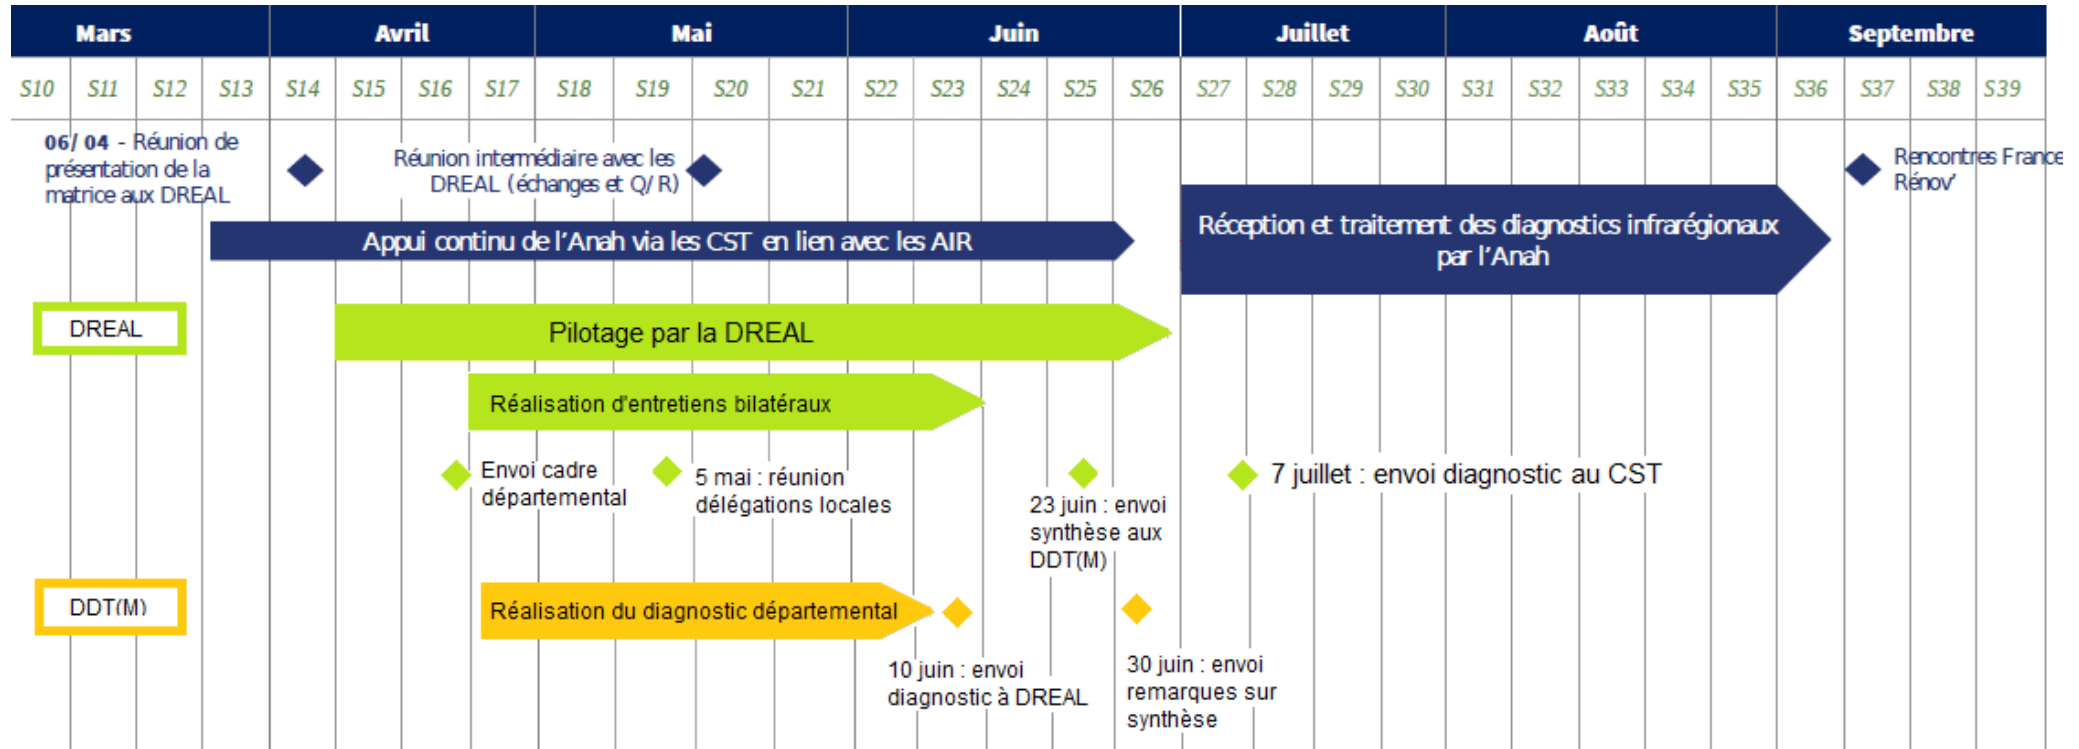 Mars Avril Mai Juin Juillet Août Septembre
S10 S11 S12 S13 S14 S15 S16 S17 S18 S19 S20 S21 S22 S23 S24 S25 S26 S27 S28 S29 S30 S31 S32 S33 S34 S35 S36 S37 S38 S39
06/04 - Réunion de
présentation de la
matrice aux DREAL
Réunion intermédiaire avec les
DREAL (échanges et Q/R)
Rencontres France
Rénov'
Appui continu de l'Anah via les CST en lien avec les AIR
Réception et traitement des diagnostics infrarégionaux
par l'Anah
DREAL
Pilotage par la DREAL
Réalisation d'entretiens bilatéraux
Envoi cadre
départemental
5 mai : réunion
délégations locales
23 juin : envoi
synthèse aux
DDT(M)
7 juillet : envoi diagnostic au CST
DDT(M)
Réalisation du diagnostic départemental
10 juin : envoi
diagnostic à DREAL
30 juin : envoi
remarques sur
synthèse